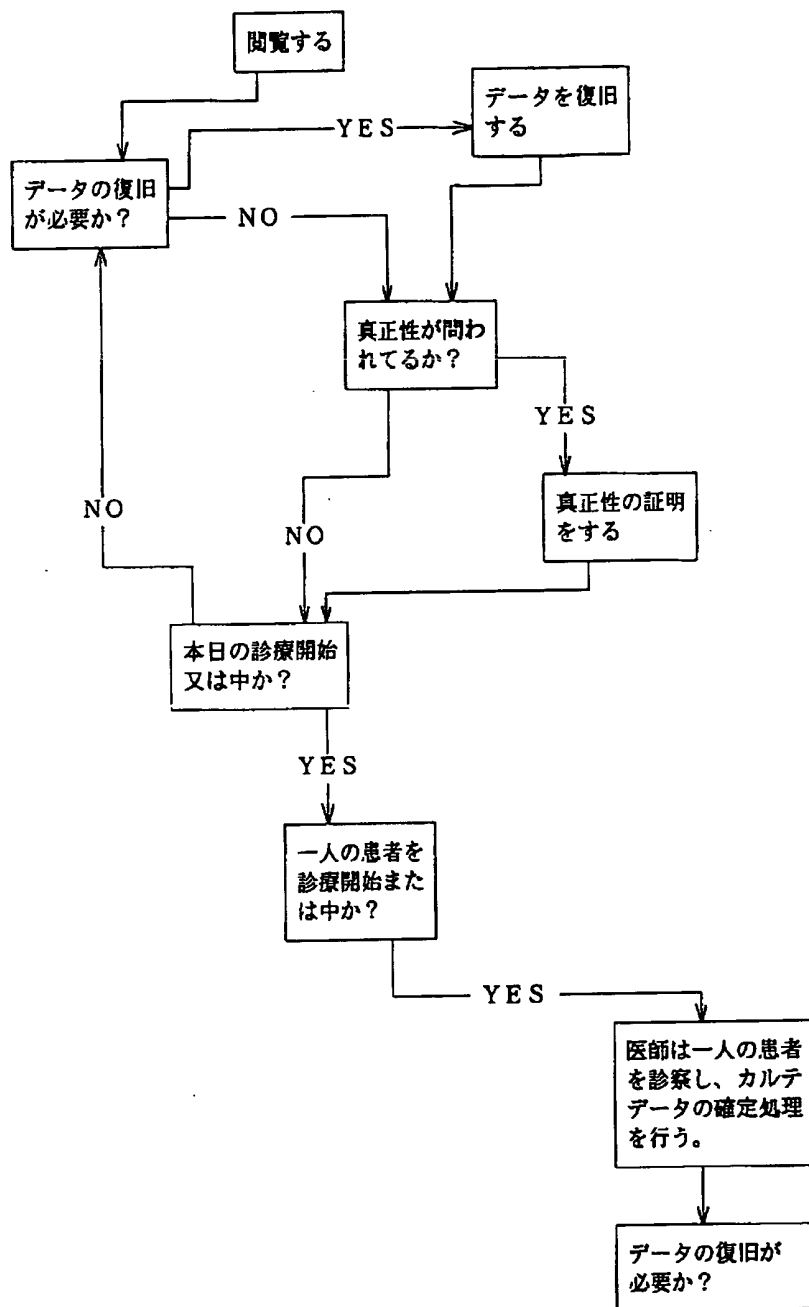 閲覧する
データを復旧
する
YES
データの復旧
が必要か？
NO
真正性が問わ
れてるか？
YES
真正性の証明
をする
NO
NO
本日の診療開始
又は中か？
YES
一人の患者を
診療開始また
は中か？
YES
医師は一人の患者
を診察し、カルテ
データの確定処理
を行う。
データの復旧が
必要か？